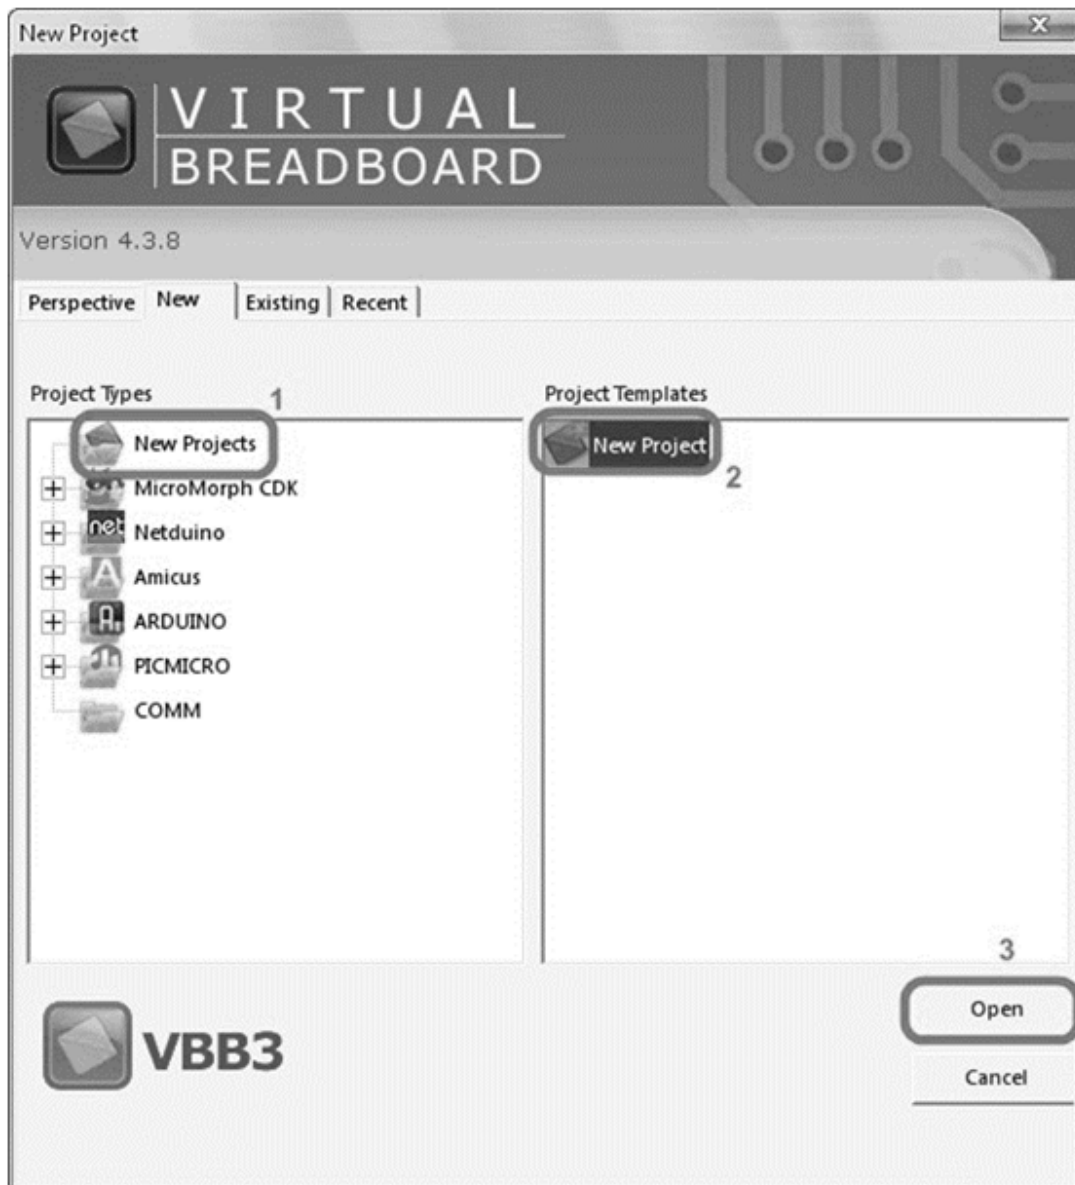 New Project
VIRTUAL
BREADBOARD
Version 4.3.8
Perspective New Existing Recent
Project Types
1
Project Templates
New Projects
New Project
2
MicroMorph CDK
net
Netduino
A
Amicus
A
ARDUINO
PICMICRO
COMM
3
Open
VBB3
Cancel